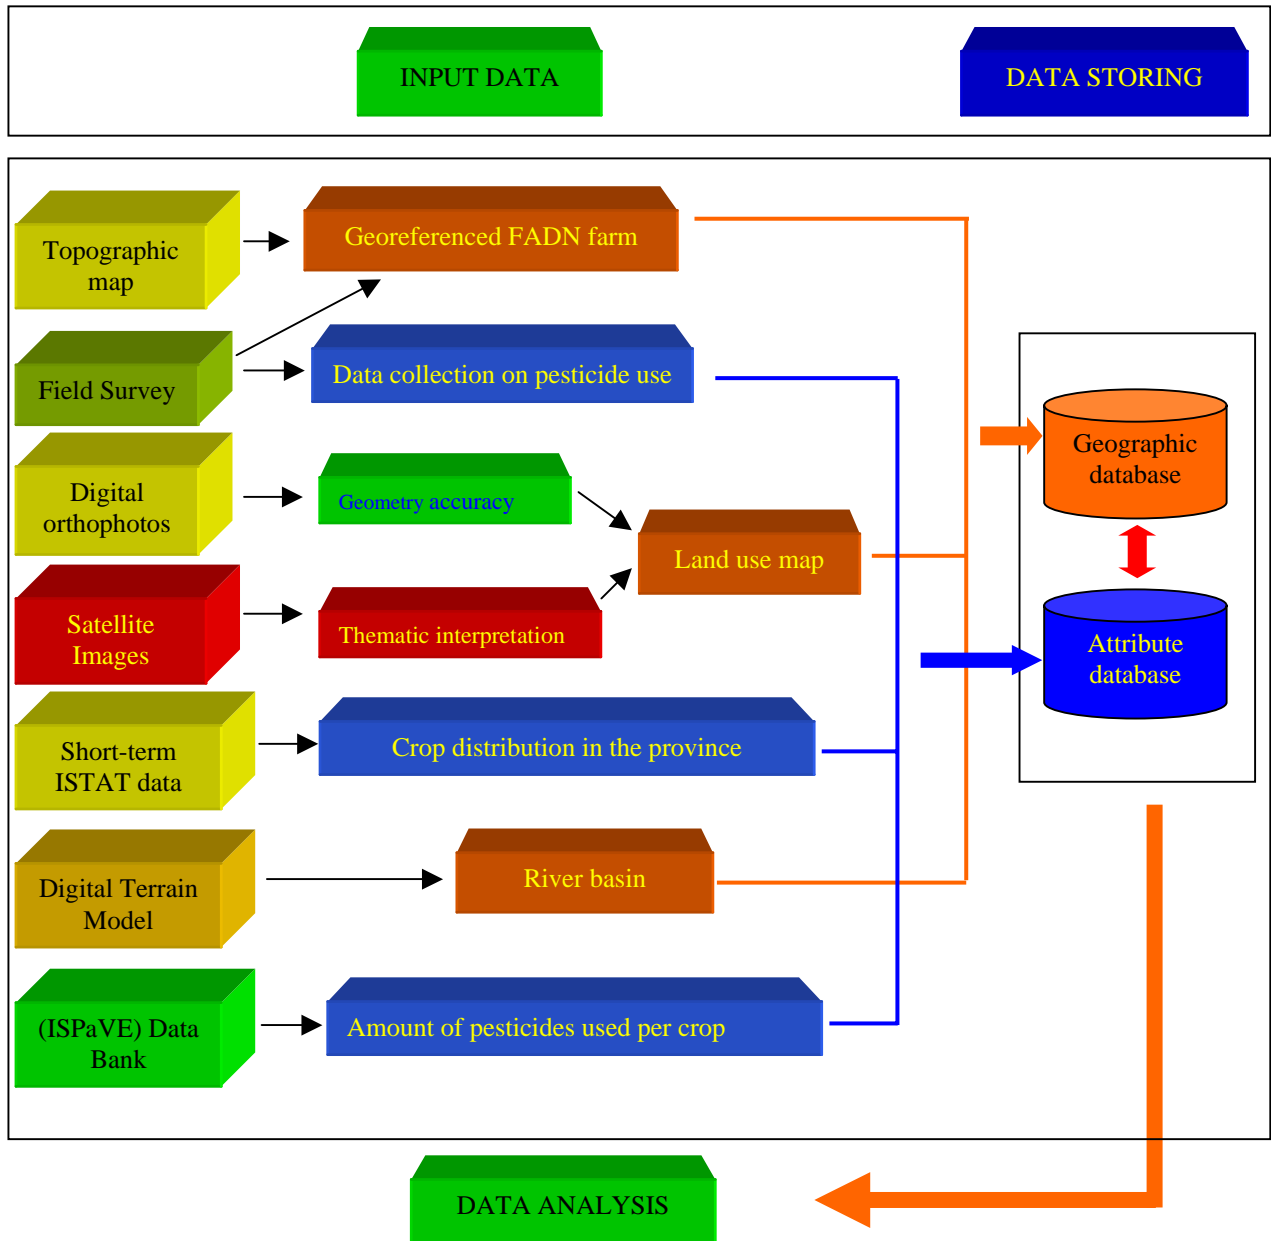 INPUT DATA
DATA STORING
Topographic
map
Georeferenced FADN farm
Field Survey
Data collection on pesticide use
Digital
orthophotos
Geometry accuracy
Land use map
Satellite
Images
Thematic interpretation
Short-term
ISTAT data
Crop distribution in the province
Digital Terrain
Model
River basin
(ISPaVE) Data
Bank
Amount of pesticides used per crop
Geographic
database
Attribute
database
DATA ANALYSIS